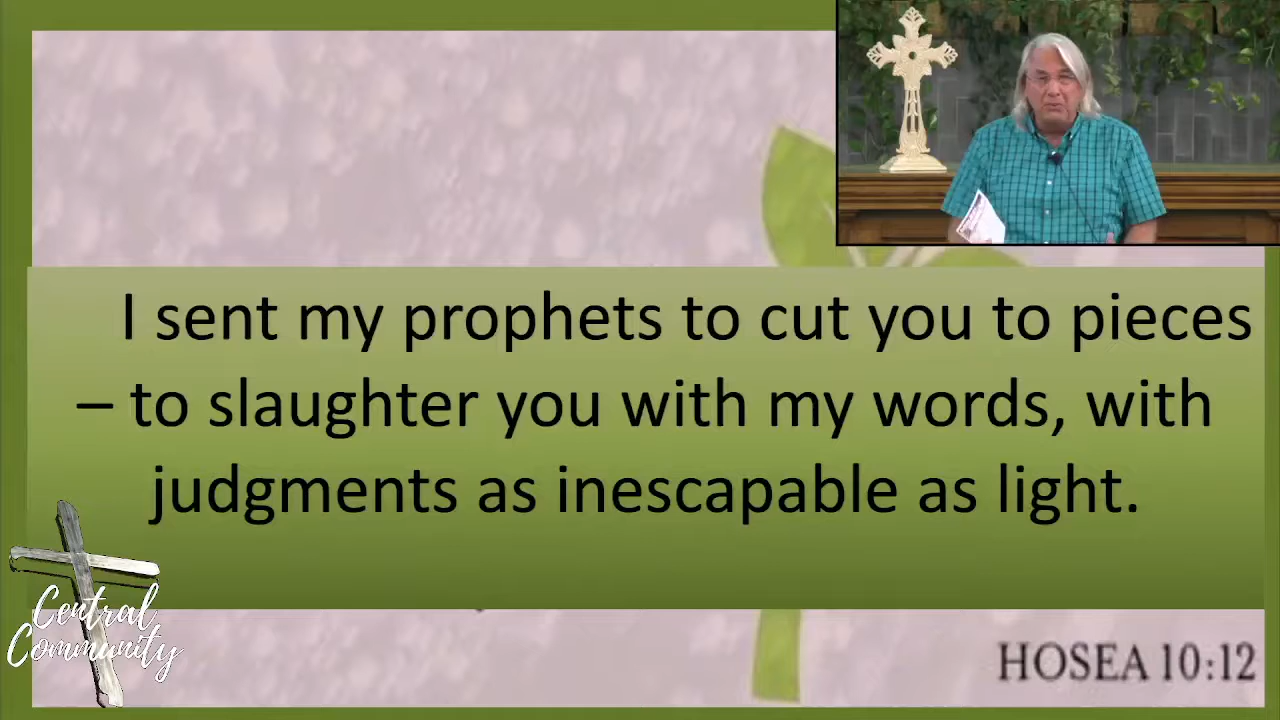 I sent my prophets to cut you to pieces
– to slaughter you with my words, with
judgments as inescapable as light.
Central
Community
HOSEA 10:12